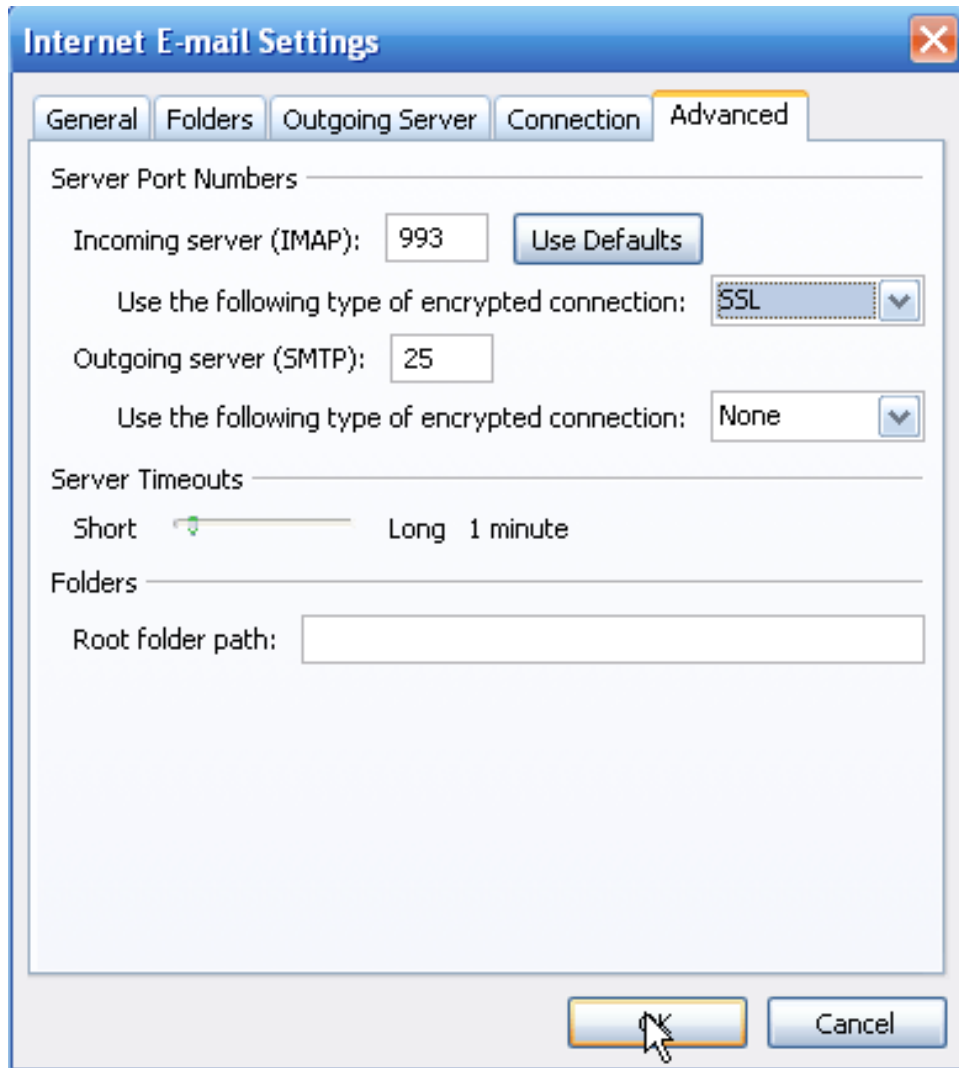 Internet E-mail Settings
General Folders Outgoing Server Connection Advanced
Server Port Numbers
Incoming server (IMAP): 993 Use Defaults
Use the following type of encrypted connection: SSL
Outgoing server (SMTP): 25
Use the following type of encrypted connection: None
Server Timeouts
Short Long 1 minute
Folders
Root folder path:
OK Cancel